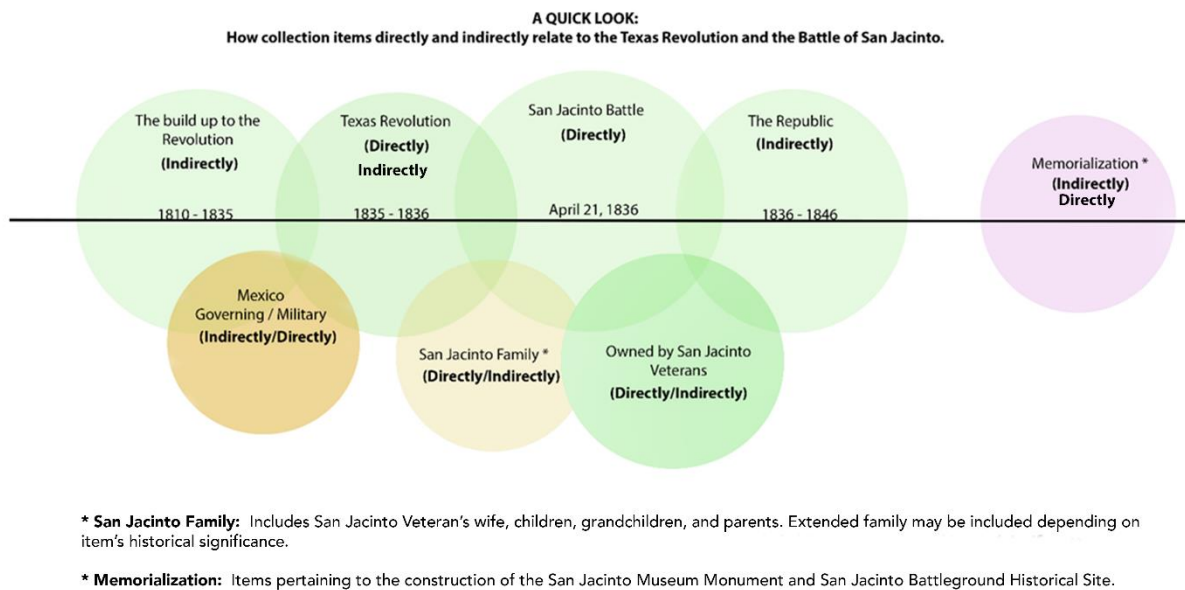 A QUICK LOOK:
How collection items directly and indirectly relate to the Texas Revolution and the Battle of San Jacinto.
The build up to the
Revolution
(Indirectly)
1810 - 1835
Texas Revolution
(Directly)
Indirectly
1835 - 1836
San Jacinto Battle
(Directly)
April 21, 1836
The Republic
(Indirectly)
1836 - 1846
Memorialization *
(Indirectly)
Directly
Mexico
Governing / Military
(Indirectly/Directly)
San Jacinto Family *
(Directly/Indirectly)
Owned by San Jacinto
Veterans
(Directly/Indirectly)
* San Jacinto Family: Includes San Jacinto Veteran's wife, children, grandchildren, and parents. Extended family may be included depending on
item's historical significance.
* Memorialization: Items pertaining to the construction of the San Jacinto Museum Monument and San Jacinto Battleground Historical Site.